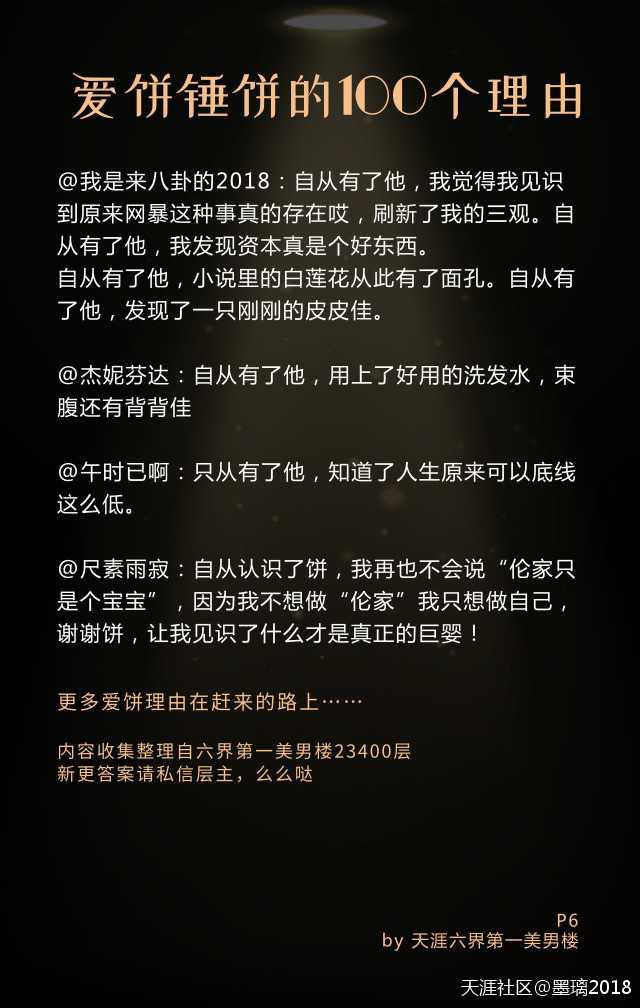 爱饼锤饼的100个理由
@我是来八卦的2018：自从有了他，我觉得我见识
到原来网暴这种事真的存在哎，刷新了我的三观。自
从有了他，我发现资本真是个好东西。
自从有了他，小说里的白莲花从此有了面孔。自从有
了他，发现了一只刚刚的皮皮佳。
@杰妮芬达：自从有了他，用上了好用的洗发水，束
腹还有背背佳
@午时已啊：只从有了他，知道了人生原来可以底线
这么低。
@尺素雨寂：自从认识了饼，我再也不会说“伦家只
是个宝宝”，因为我不想做“伦家”我只想做自己，
谢谢饼，让我见识了什么才是真正的巨婴！
更多爱饼理由在赶来的路上……
内容收集整理自六界第一美男楼23400层
新更答案请私信层主，么么哒
P6
by 天涯六界第一美男楼
天涯社区@墨璃2018